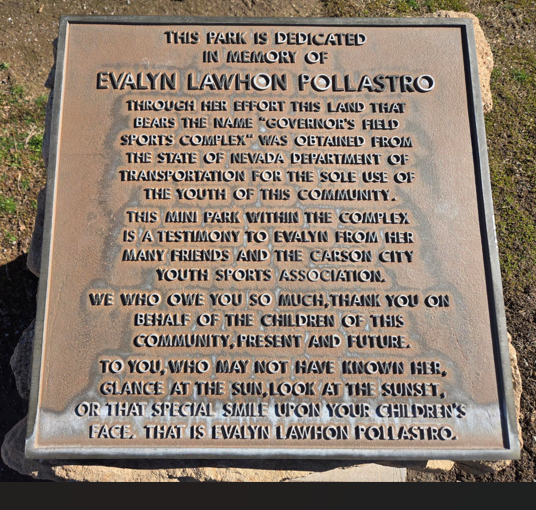 THIS PARK IS DEDICATED
IN MEMORY OF
EVALYN LAWHON POLLASTRO
THROUGH HER EFFORT THIS LAND THAT
BEARS THE NAME "GOVERNOR'S FIELD
SPORTS COMPLEX" WAS OBTAINED FROM
THE STATE OF NEVADA DEPARTMENT OF
TRANSPORTATION FOR THE SOLE USE OF
THE YOUTH OF THIS COMMUNITY.
THIS MINI PARK WITHIN THE COMPLEX
IS A TESTIMONY TO EVALYN FROM HER
MANY FRIENDS AND THE CARSON CITY
YOUTH SPORTS ASSOCIATION.
WE WHO OWE YOU SO MUCH, THANK YOU ON
BEHALF OF THE CHILDREN OF THIS
COMMUNITY, PRESENT AND FUTURE.
TO YOU, WHO MAY NOT HAVE KNOWN HER,
GLANCE AT THE SUN, LOOK AT THE SUNSET,
OR THAT SPECIAL SMILE UPON YOUR CHILDREN'S
FACE. THAT IS EVALYN LAWHON POLLASTRO.